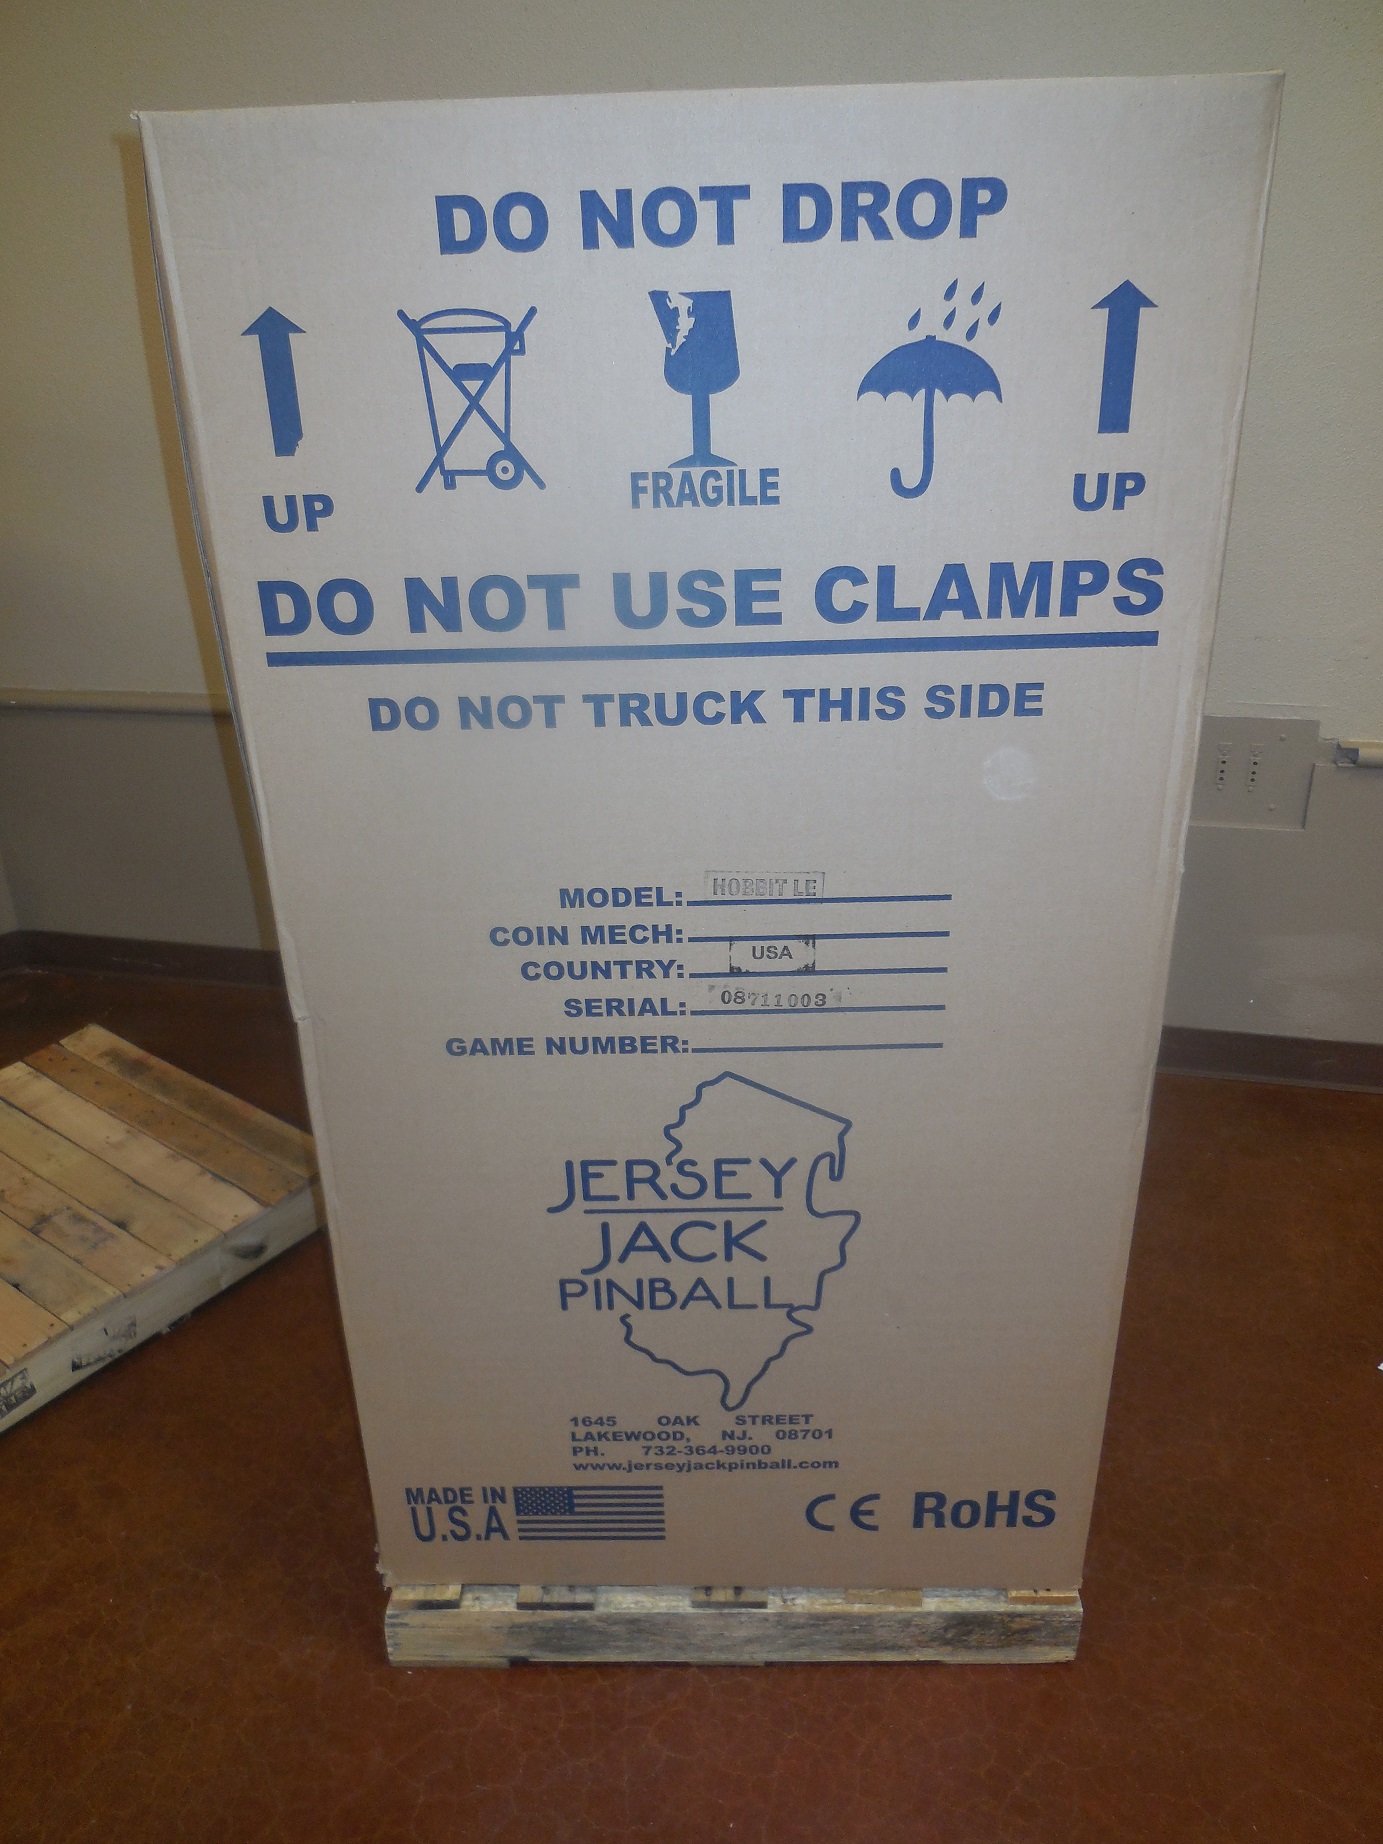 DO NOT DROP
FRAGILE
UP
UP
DO NOT USE CLAMPS
DO NOT TRUCK THIS SIDE
MODEL: HOBBIT LE
COIN MECH:
COUNTRY: USA
SERIAL: 08711003
GAME NUMBER:
JERSEY
JACK
PINBALL
1645 OAK STREET
LAKEWOOD, NJ. 08701
PH. 732-364-9900
www.jerseyjackpinball.com
MADE IN
U.S.A
CE RoHS